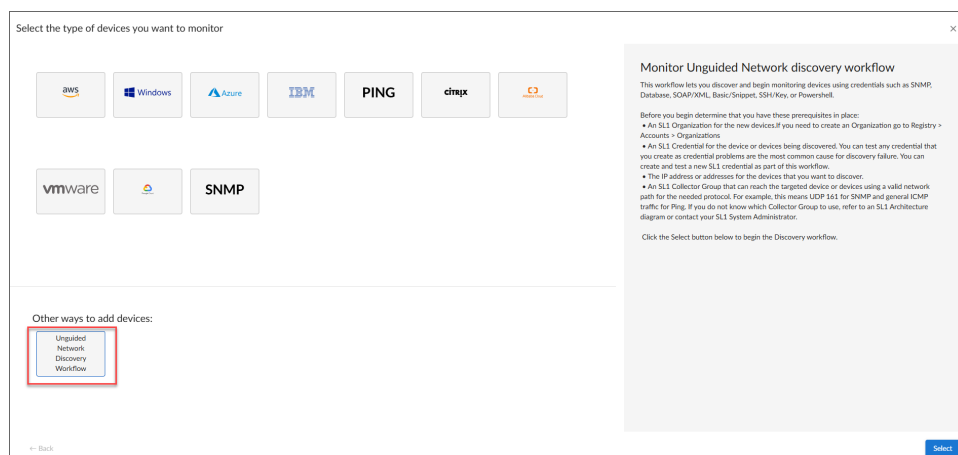 Select the type of devices you want to monitor
×
aws
Windows
Azure
IBM
PING
CITRIX
Alibaba Cloud
vmware
SNMP
Other ways to add devices:
Unguided
Network
Discovery
Workflow
← Back
Monitor Unguided Network discovery workflow
This workflow lets you discover and begin monitoring devices using credentials such as SNMP,
Database, SOAP/XML, Basic/Snippet, SSH/Key, or Powershell.
Before you begin determine that you have these prerequisites in place:
• An SL1 Organization for the new devices.If you need to create an Organization go to Registry >
Accounts > Organizations
• An SL1 Credential for the device or devices being discovered. You can test any credential that
you create as credential problems are the most common cause for discovery failure. You can
create and test a new SL1 credential as part of this workflow.
• The IP address or addresses for the devices that you want to discover.
• An SL1 Collector Group that can reach the targeted device or devices using a valid network
path for the needed protocol. For example, this means UDP 161 for SNMP and general ICMP
traffic for Ping. If you do not know which Collector Group to use, refer to an SL1 Architecture
diagram or contact your SL1 System Administrator.
Click the Select button below to begin the Discovery workflow.
Select